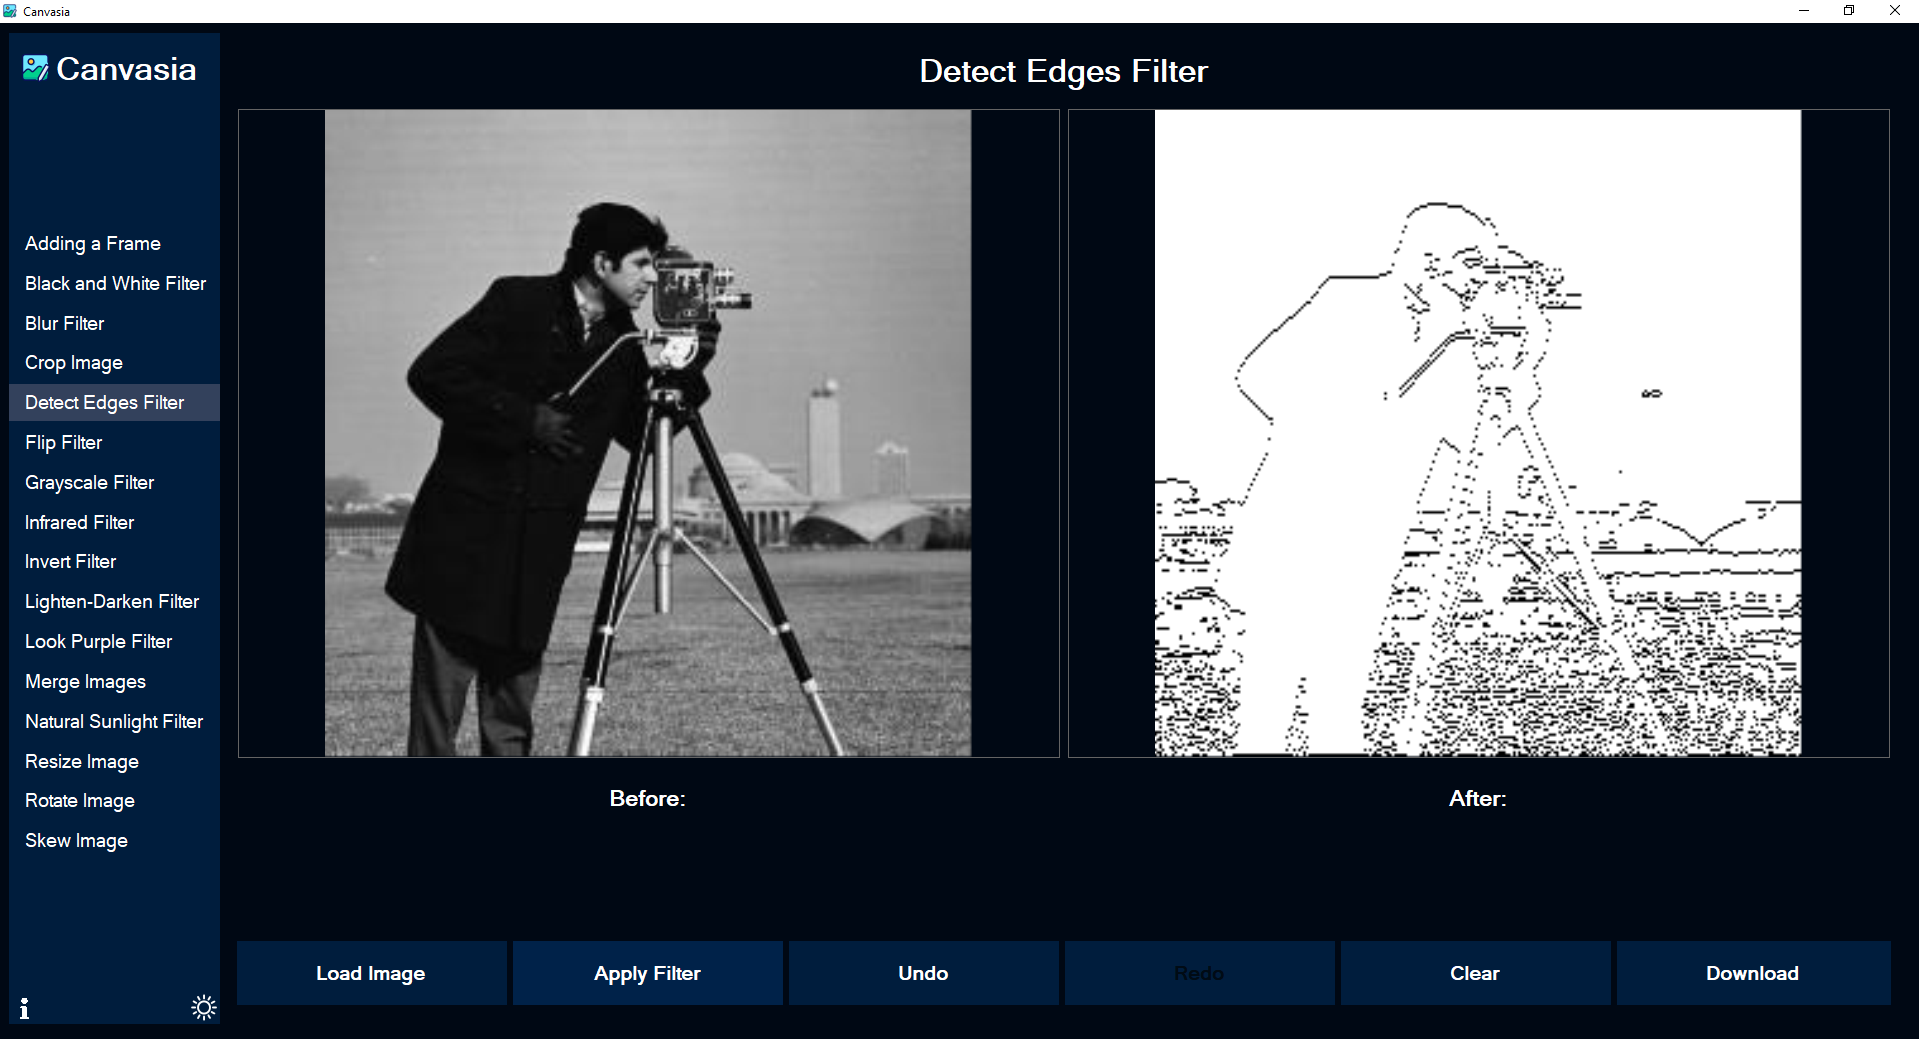 Canvasia
Canvasia
Detect Edges Filter
Adding a Frame
Black and White Filter
Blur Filter
Crop Image
Detect Edges Filter
Flip Filter
Grayscale Filter
Infrared Filter
Invert Filter
Lighten-Darken Filter
Look Purple Filter
Merge Images
Natural Sunlight Filter
Resize Image
Rotate Image
Skew Image
Before:
After:
Load Image
Apply Filter
Undo
Redo
Clear
Download